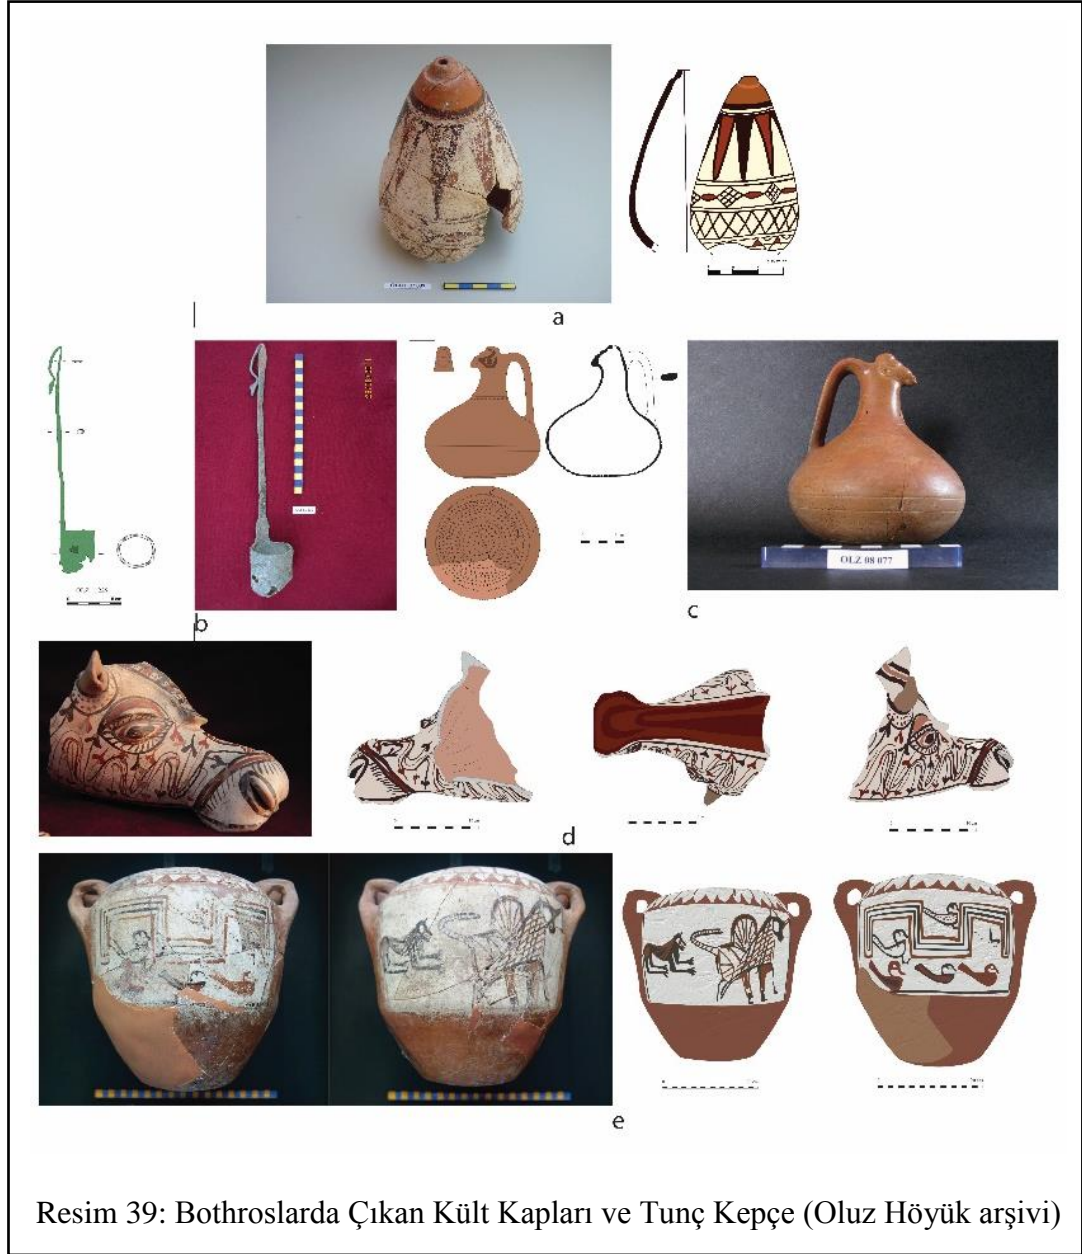 a
b
OLZ 08 077
c
d
e
Resim 39: Bothroslarda Çıkan Kült Kapları ve Tunç Kepçe (Oluz Höyük arşivi)